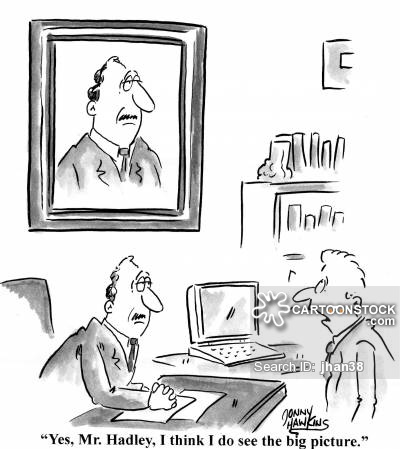 CARTOONSTOCK
.com
Search ID: jhan38
JONNY
HAWKINS
“Yes, Mr. Hadley, I think I do see the big picture.”